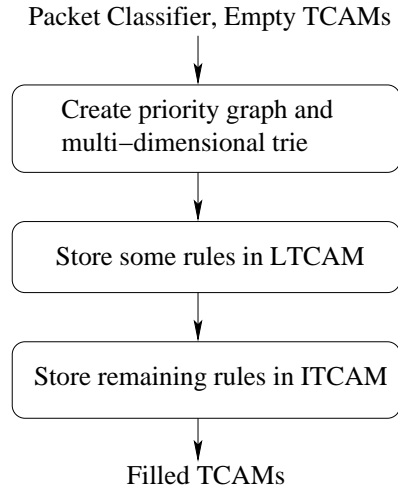 Packet Classifier, Empty TCAMs
Create priority graph and
multi−dimensional trie
Store some rules in LTCAM
Store remaining rules in ITCAM
Filled TCAMs